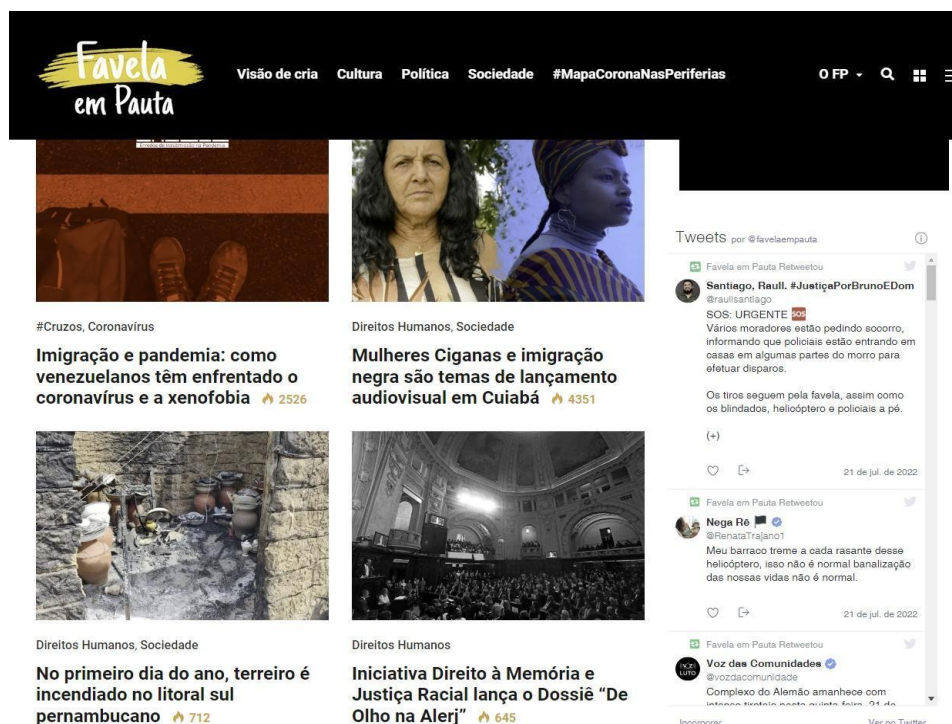 Favela
em Pauta
Visão de cria Cultura Política Sociedade #MapaCoronaNasPeriferias O FP
#Cruzos, Coronavírus
Imigração e pandemia: como
venezuelanos têm enfrentado o
coronavírus e a xenofobia 2526
Direitos Humanos, Sociedade
Mulheres Ciganas e imigração
negra são temas de lançamento
audiovisual em Cuiabá 4351
Direitos Humanos, Sociedade
No primeiro dia do ano, terreiro é
incendiado no litoral sul
pernambucano 712
Direitos Humanos
Iniciativa Direito à Memória e
Justiça Racial lança o Dossiê “De
Olho na Alerj” 645
Tweets por @favelaempauta
Favela em Pauta Retweetou
Santiago, Raull. #JustiçaPorBrunoEDom
@raullsantiago
SOS: URGENTE SOS
Vários moradores estão pedindo socorro,
informando que policiais estão entrando em
casas em algumas partes do morro para
efetuar disparos.
Os tiros seguem pela favela, assim como
os blindados, helicóptero e policiais a pé.
(+)
21 de jul. de 2022
Favela em Pauta Retweetou
Nega Rê
@RenataTrajano1
Meu barraco treme a cada rasante desse
helicóptero, isso não é normal banalização
das nossas vidas não é normal.
21 de jul. de 2022
Favela em Pauta Retweetou
Voz das Comunidades
@vozdacomunidade
Complexo do Alemão amanhece com
intenso tiroteio nesta quinta-feira, 21 de
Incorporar Ver no Twitter